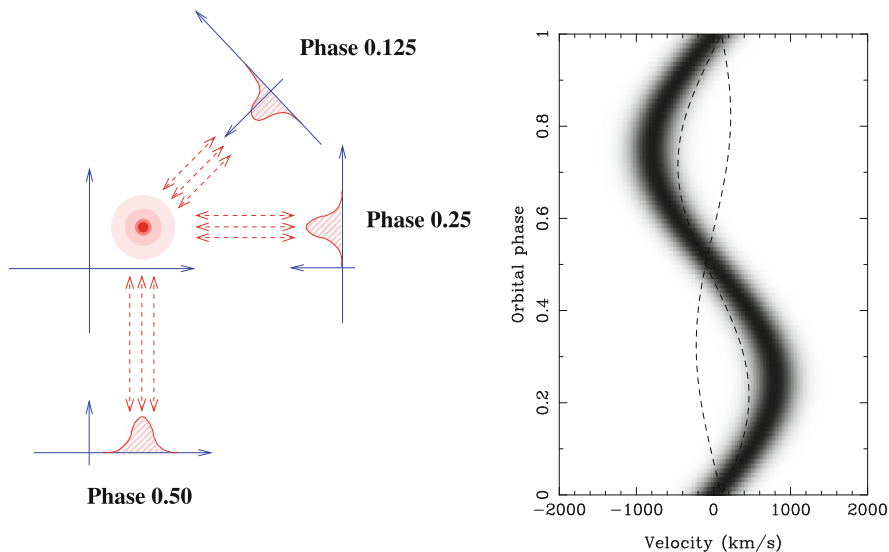 Phase 0.125
Phase 0.25
Phase 0.50
Orbital phase
0
0.2
0.4
0.6
0.8
1
−2000
−1000
0
1000
2000
Velocity (km/s)